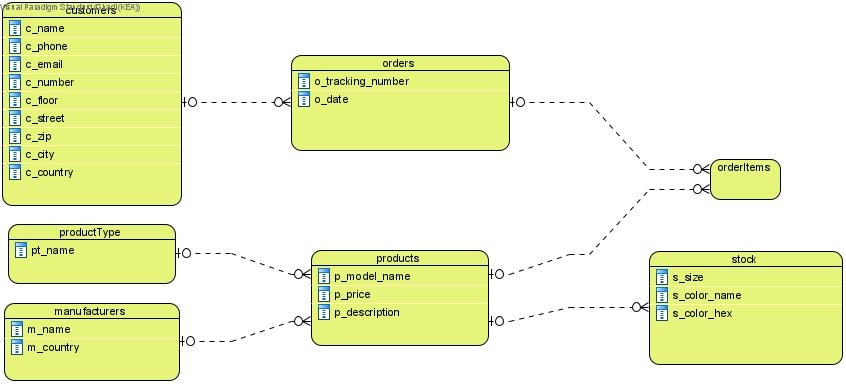 Visual Paradigm Standard (KEA))
customers
c_name
c_phone
c_email
c_number
c_floor
c_street
c_zip
c_city
c_country
orders
o_tracking_number
o_date
orderItems
productType
pt_name
products
p_model_name
p_price
p_description
stock
s_size
s_color_name
s_color_hex
manufacturers
m_name
m_country